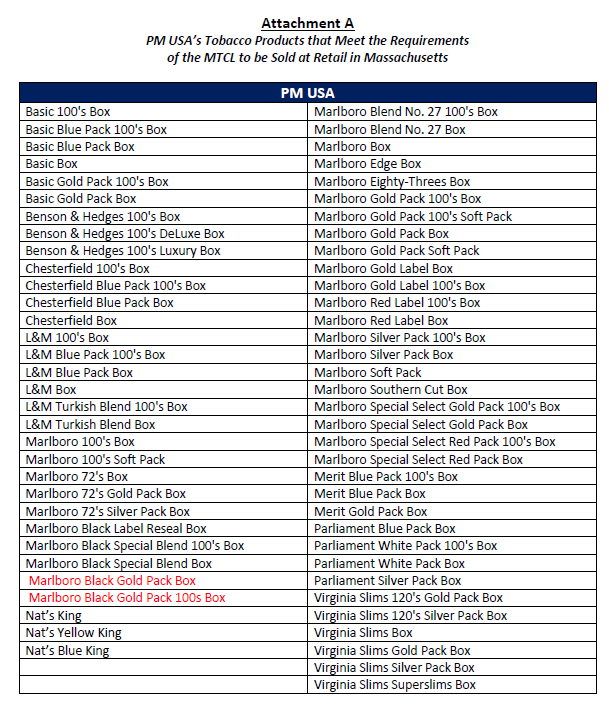 Attachment A
PM USA's Tobacco Products that Meet the Requirements
of the MTCL to be Sold at Retail in Massachusetts
PM USA
Basic 100's Box
Marlboro Blend No. 27 100's Box
Basic Blue Pack 100's Box
Marlboro Blend No. 27 Box
Basic Blue Pack Box
Marlboro Box
Basic Box
Marlboro Edge Box
Basic Gold Pack 100's Box
Marlboro Eighty-Threes Box
Basic Gold Pack Box
Marlboro Gold Pack 100's Box
Benson & Hedges 100's Box
Marlboro Gold Pack 100's Soft Pack
Benson & Hedges 100's DeLuxe Box
Marlboro Gold Pack Box
Benson & Hedges 100's Luxury Box
Marlboro Gold Pack Soft Pack
Chesterfield 100's Box
Marlboro Gold Label Box
Chesterfield Blue Pack 100's Box
Marlboro Gold Label 100's Box
Chesterfield Blue Pack Box
Marlboro Red Label 100's Box
Chesterfield Box
Marlboro Red Label Box
L&M 100's Box
Marlboro Silver Pack 100's Box
L&M Blue Pack 100's Box
Marlboro Silver Pack Box
L&M Blue Pack Box
Marlboro Soft Pack
L&M Box
Marlboro Southern Cut Box
L&M Turkish Blend 100's Box
Marlboro Special Select Gold Pack 100's Box
L&M Turkish Blend Box
Marlboro Special Select Gold Pack Box
Marlboro 100's Box
Marlboro Special Select Red Pack 100's Box
Marlboro 100's Soft Pack
Marlboro Special Select Red Pack Box
Marlboro 72's Box
Merit Blue Pack 100's Box
Marlboro 72's Gold Pack Box
Merit Blue Pack Box
Marlboro 72's Silver Pack Box
Merit Gold Pack Box
Marlboro Black Label Reseal Box
Parliament Blue Pack Box
Marlboro Black Special Blend 100's Box
Parliament White Pack 100's Box
Marlboro Black Special Blend Box
Parliament White Pack Box
Marlboro Black Gold Pack Box
Parliament Silver Pack Box
Marlboro Black Gold Pack 100s Box
Virginia Slims 120's Gold Pack Box
Nat's King
Virginia Slims 120's Silver Pack Box
Nat's Yellow King
Virginia Slims Box
Nat's Blue King
Virginia Slims Gold Pack Box
Virginia Slims Silver Pack Box
Virginia Slims Superslims Box